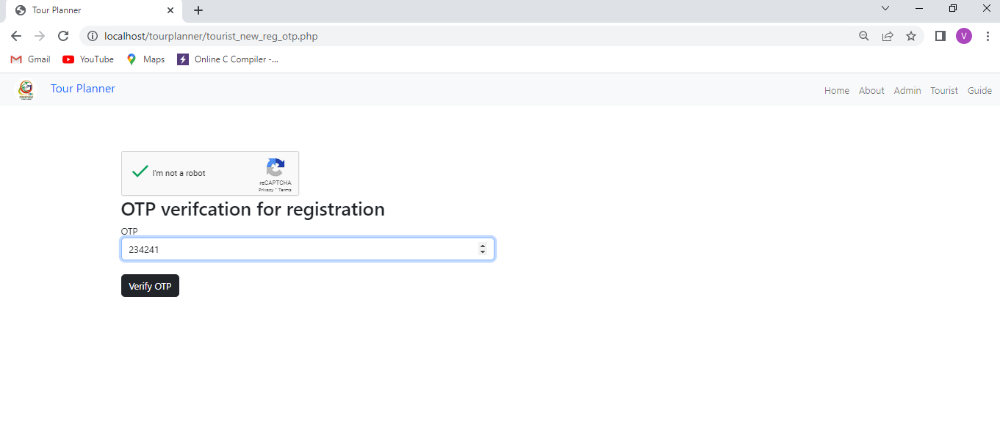 Tour Planner
localhost/tourplanner/tourist_new_reg_otp.php
V
Gmail YouTube Maps Online C Compiler -...
Tour Planner
Home About Admin Tourist Guide
I'm not a robot
reCAPTCHA
Privacy - Terms
OTP verifcation for registration
OTP
234241
Verify OTP